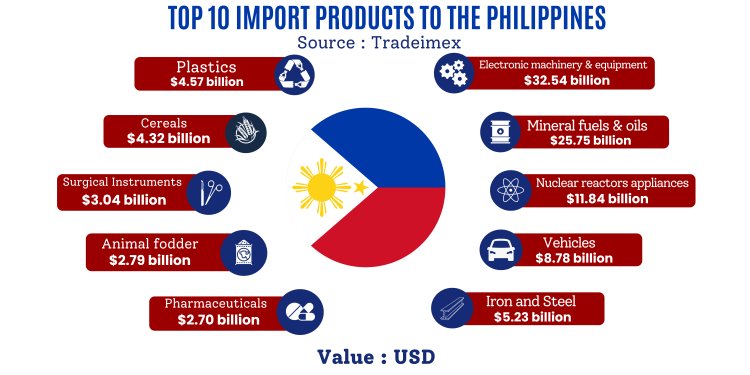 TOP 10 IMPORT PRODUCTS TO THE PHILIPPINES
Source : Tradeimex
Plastics
$4.57 billion
Cereals
$4.32 billion
Surgical Instruments
$3.04 billion
Animal fodder
$2.79 billion
Pharmaceuticals
$2.70 billion
Electronic machinery & equipment
$32.54 billion
Mineral fuels & oils
$25.75 billion
Nuclear reactors appliances
$11.84 billion
Vehicles
$8.78 billion
Iron and Steel
$5.23 billion
Value : USD